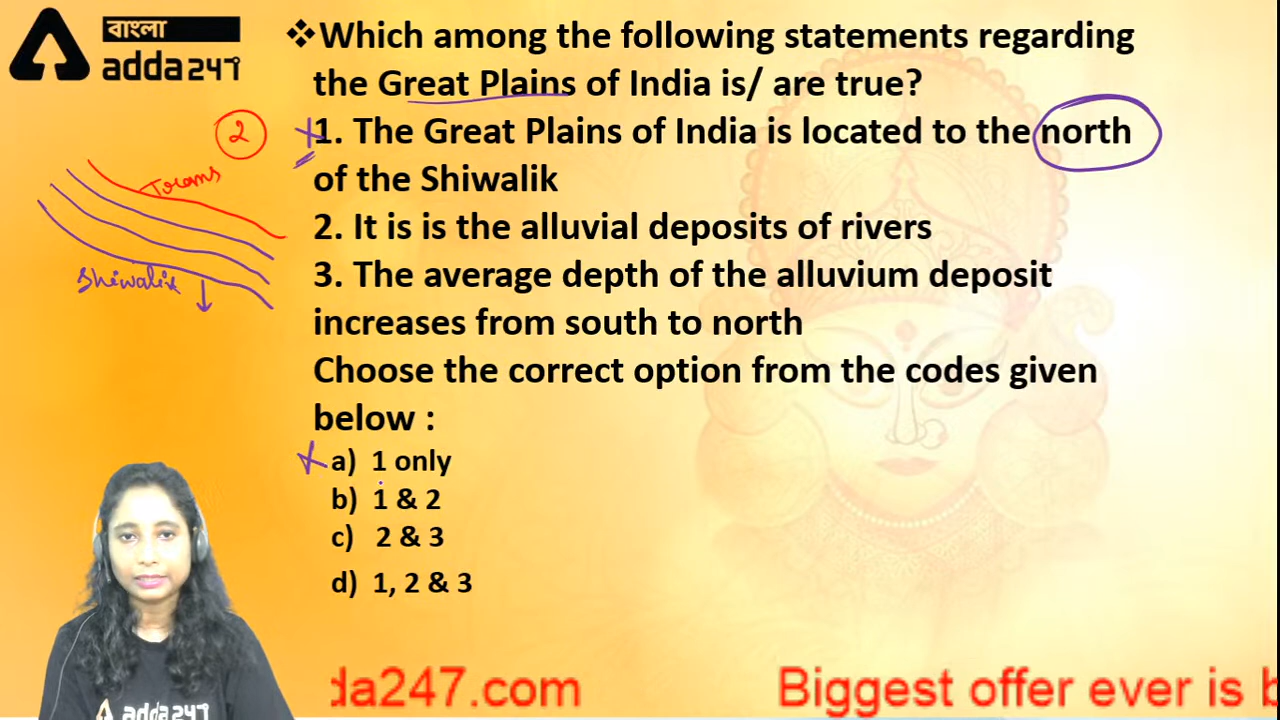 বাংলা
adda247
❖Which among the following statements regarding
the Great Plains of India is/ are true?
2
1. The Great Plains of India is located to the north
of the Shiwalik
Trans
2. It is is the alluvial deposits of rivers
Shiwalik
3. The average depth of the alluvium deposit
increases from south to north
Choose the correct option from the codes given
below :
a) 1 only
b) 1 & 2
c) 2 & 3
d) 1, 2 & 3
da247.com
Biggest offer ever is b
adda247